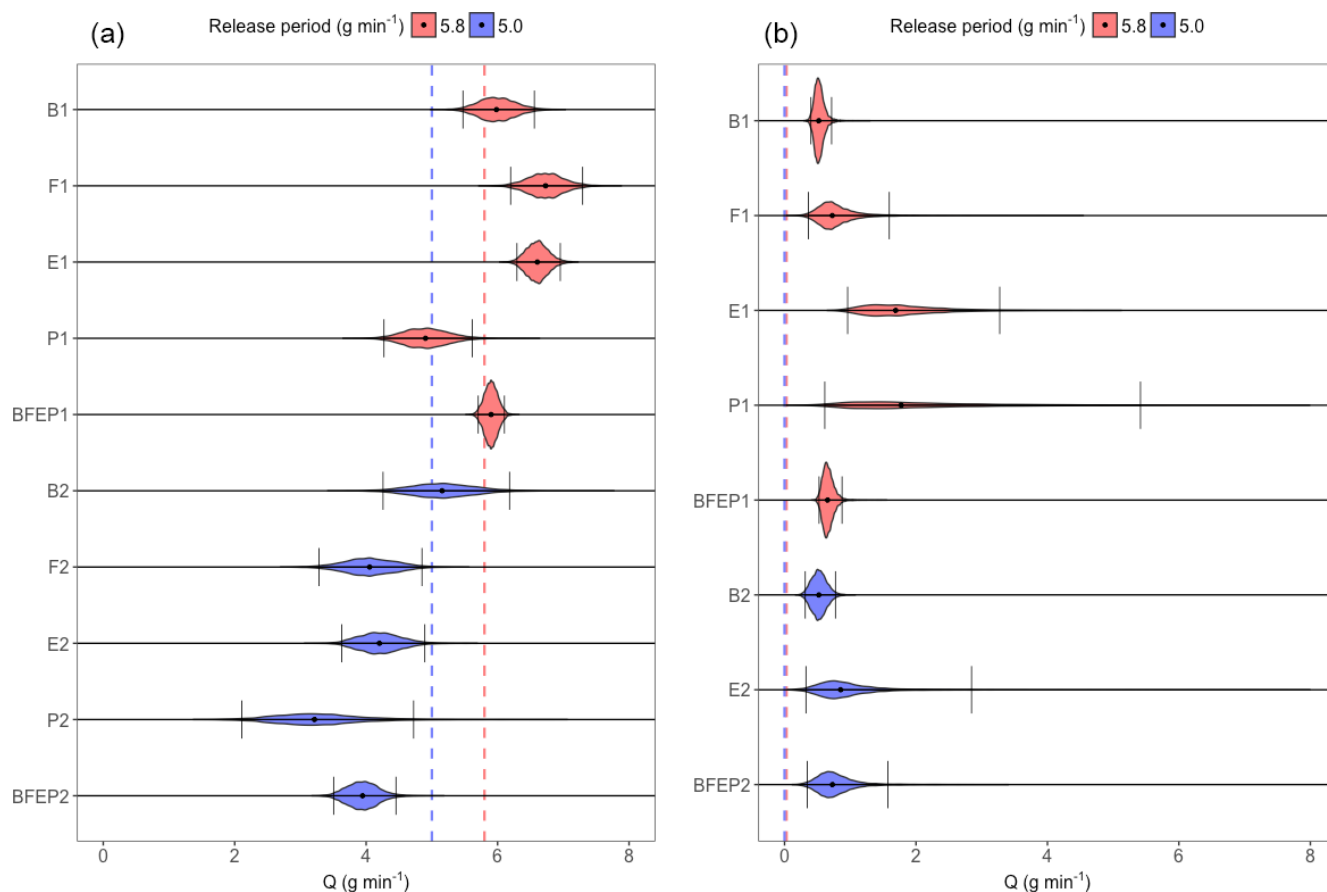 (a) Release period (g min⁻¹) 5.8 5.0
B1
F1
E1
P1
BFEP1
B2
F2
E2
P2
BFEP2
0 2 4 6 8
Q (g min⁻¹)
(b) Release period (g min⁻¹) 5.8 5.0
B1
F1
E1
P1
BFEP1
B2
E2
BFEP2
0 2 4 6 8
Q (g min⁻¹)